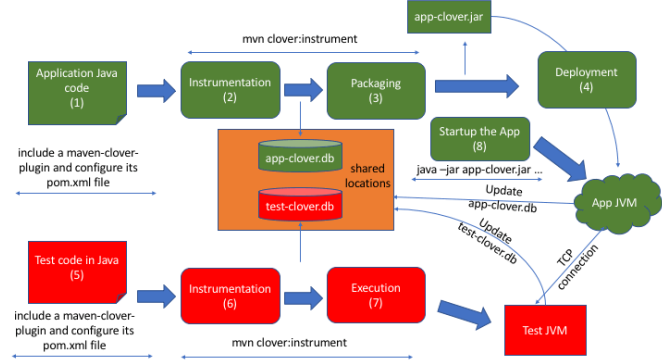 app-clover.jar
mvn clover:instrument
Application Java
code
(1)
Instrumentation
(2)
Packaging
(3)
Deployment
(4)
Startup the App
(8)
app-clover.db
shared
locations
test-clover.db
include a maven-clover-
plugin and configure its
pom.xml file
java –jar app-clover.jar ...
Update
app-clover.db
App JVM
Update
test-clover.db
TCP
connection
Test code in Java
(5)
Instrumentation
(6)
Execution
(7)
Test JVM
include a maven-clover-
plugin and configure its
pom.xml file
mvn clover:instrument